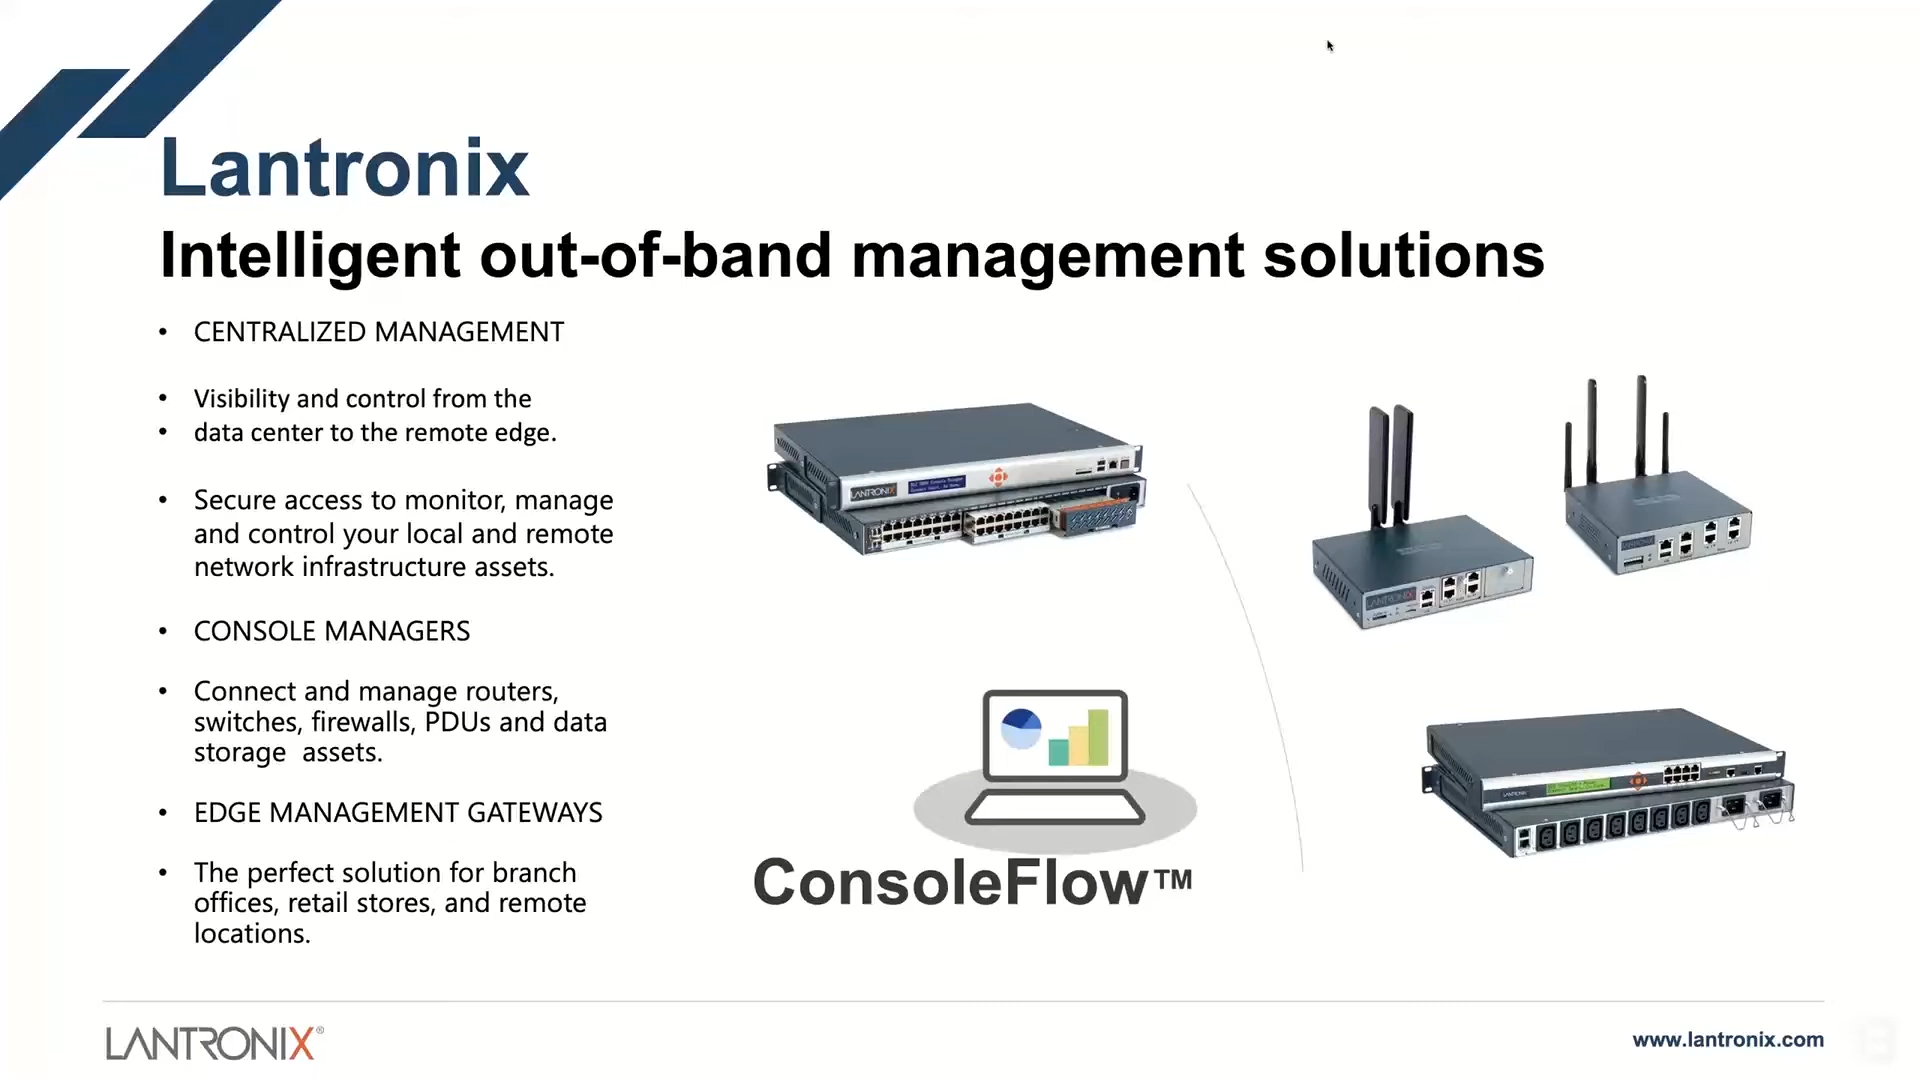 Lantronix
Intelligent out-of-band management solutions
• CENTRALIZED MANAGEMENT
• Visibility and control from the
• data center to the remote edge.
• Secure access to monitor, manage
and control your local and remote
network infrastructure assets.
• CONSOLE MANAGERS
• Connect and manage routers,
switches, firewalls, PDUs and data
storage  assets.
• EDGE MANAGEMENT GATEWAYS
• The perfect solution for branch
offices, retail stores, and remote
locations.
LANTRONIX
LANTRONIX
LANTRONIX
ConsoleFlow™
LANTRONIX®
www.lantronix.com